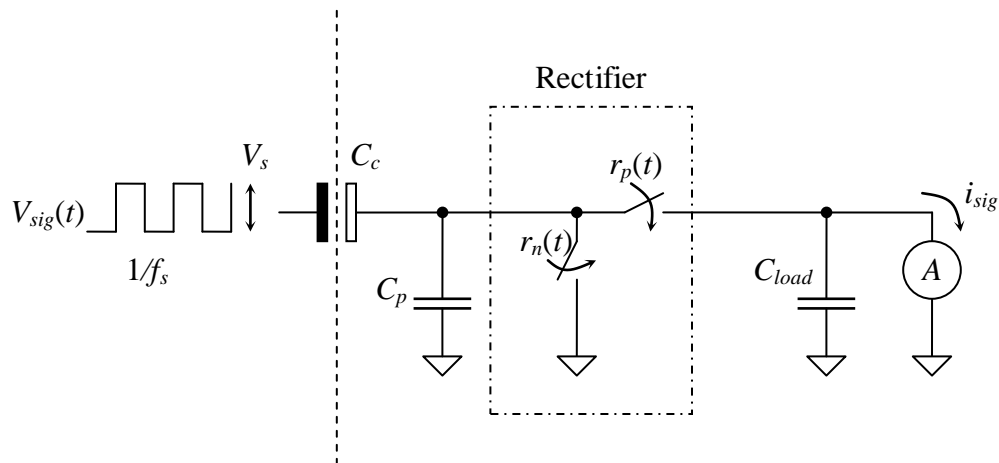 Rectifier
V_s
C_c
r_p(t)
V_sig(t)
i_sig
r_n(t)
1/f_s
C_p
C_load
A